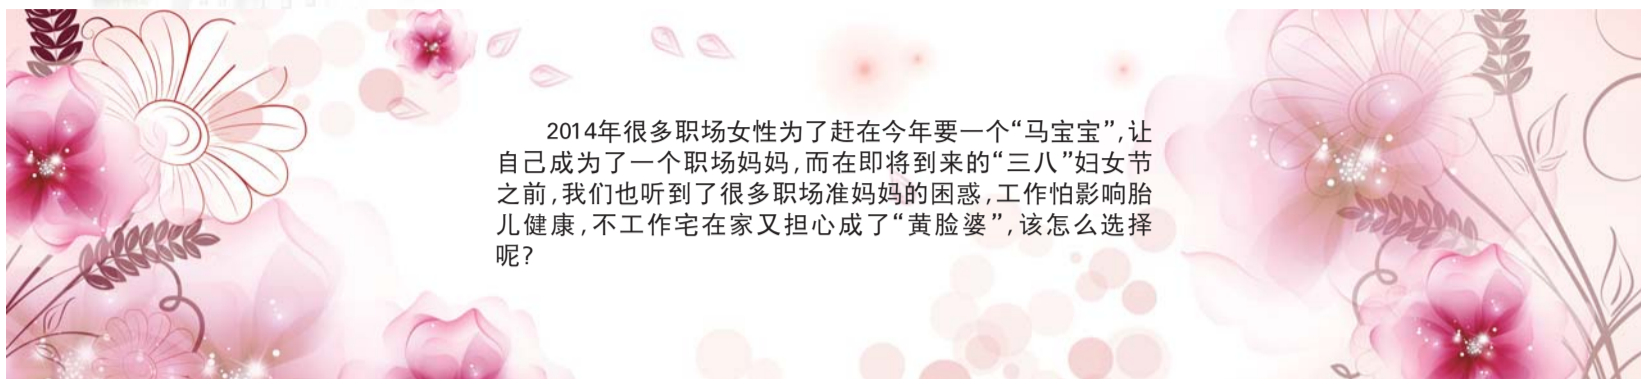 2014年很多职场女性为了赶在今年要一个“马宝宝”,让
自己成为了一个职场妈妈,而在即将到来的“三八”妇女节
之前,我们也听到了很多职场准妈妈的困惑,工作怕影响胎
儿健康,不工作宅在家又担心成了“黄脸婆”,该怎么选择
呢?